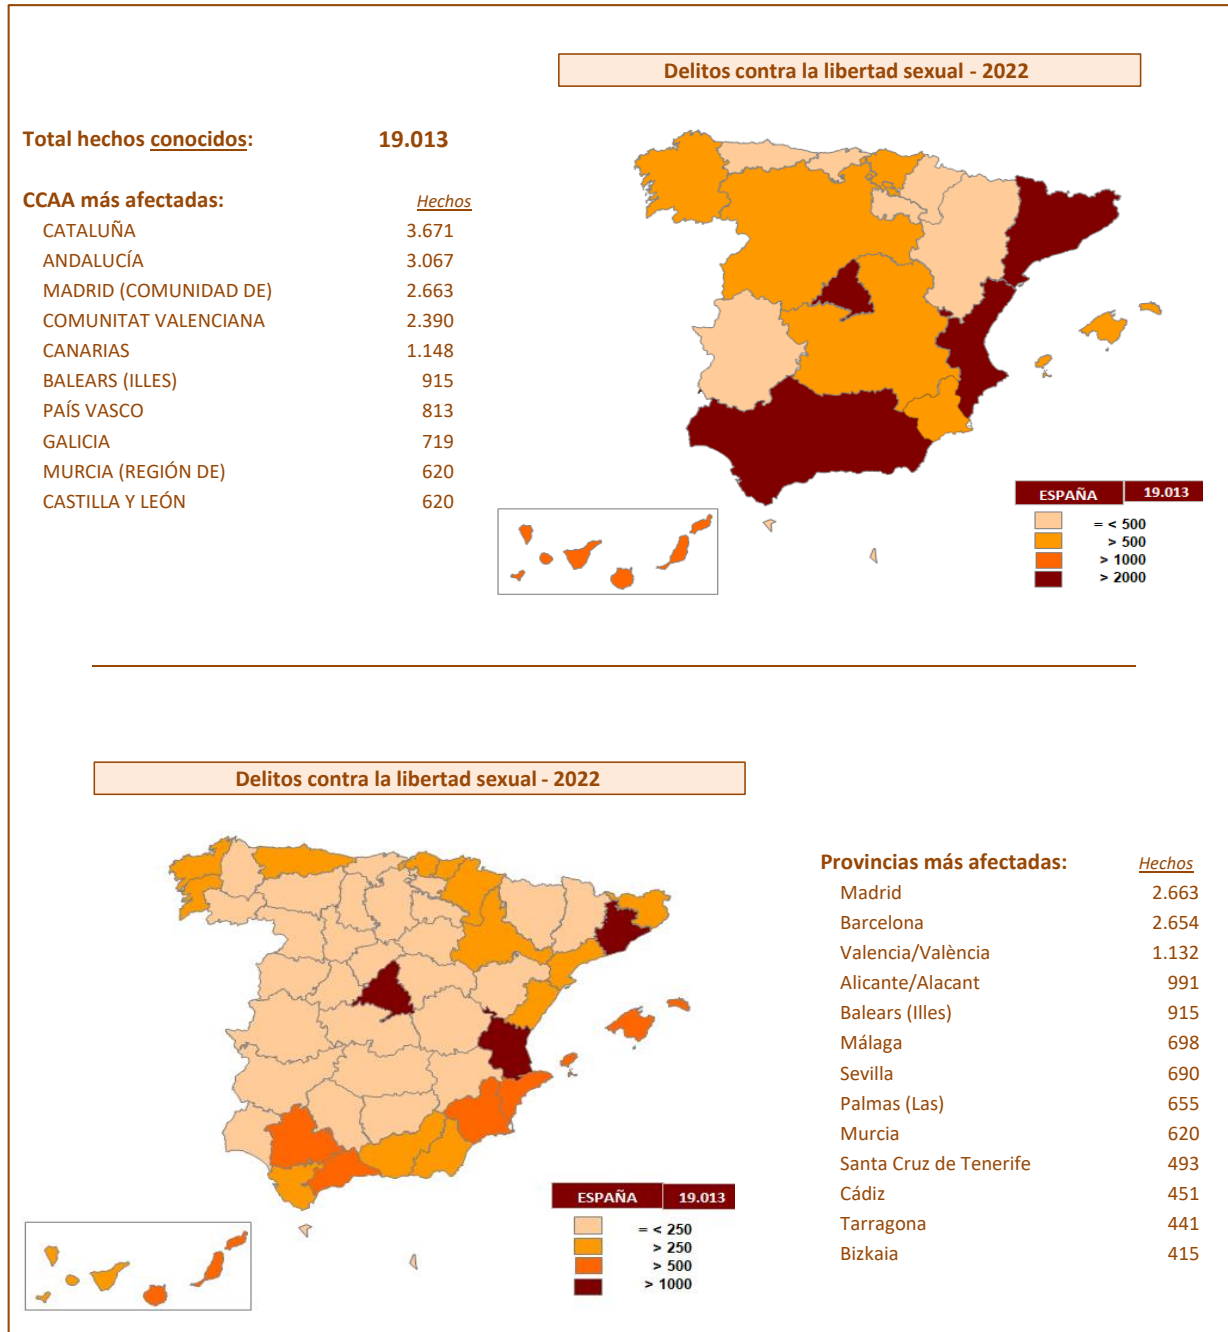 Delitos contra la libertad sexual - 2022
Total hechos conocidos: 19.013
CCAA más afectadas: Hechos
CATALUÑA 3.671
ANDALUCÍA 3.067
MADRID (COMUNIDAD DE) 2.663
COMUNITAT VALENCIANA 2.390
CANARIAS 1.148
BALEARS (ILLES) 915
PAÍS VASCO 813
GALICIA 719
MURCIA (REGIÓN DE) 620
CASTILLA Y LEÓN 620
ESPAÑA 19.013
= < 500
> 500
> 1000
> 2000
Delitos contra la libertad sexual - 2022
Provincias más afectadas: Hechos
Madrid 2.663
Barcelona 2.654
Valencia/València 1.132
Alicante/Alacant 991
Balears (Illes) 915
Málaga 698
Sevilla 690
Palmas (Las) 655
Murcia 620
Santa Cruz de Tenerife 493
Cádiz 451
Tarragona 441
Bizkaia 415
ESPAÑA 19.013
= < 250
> 250
> 500
> 1000